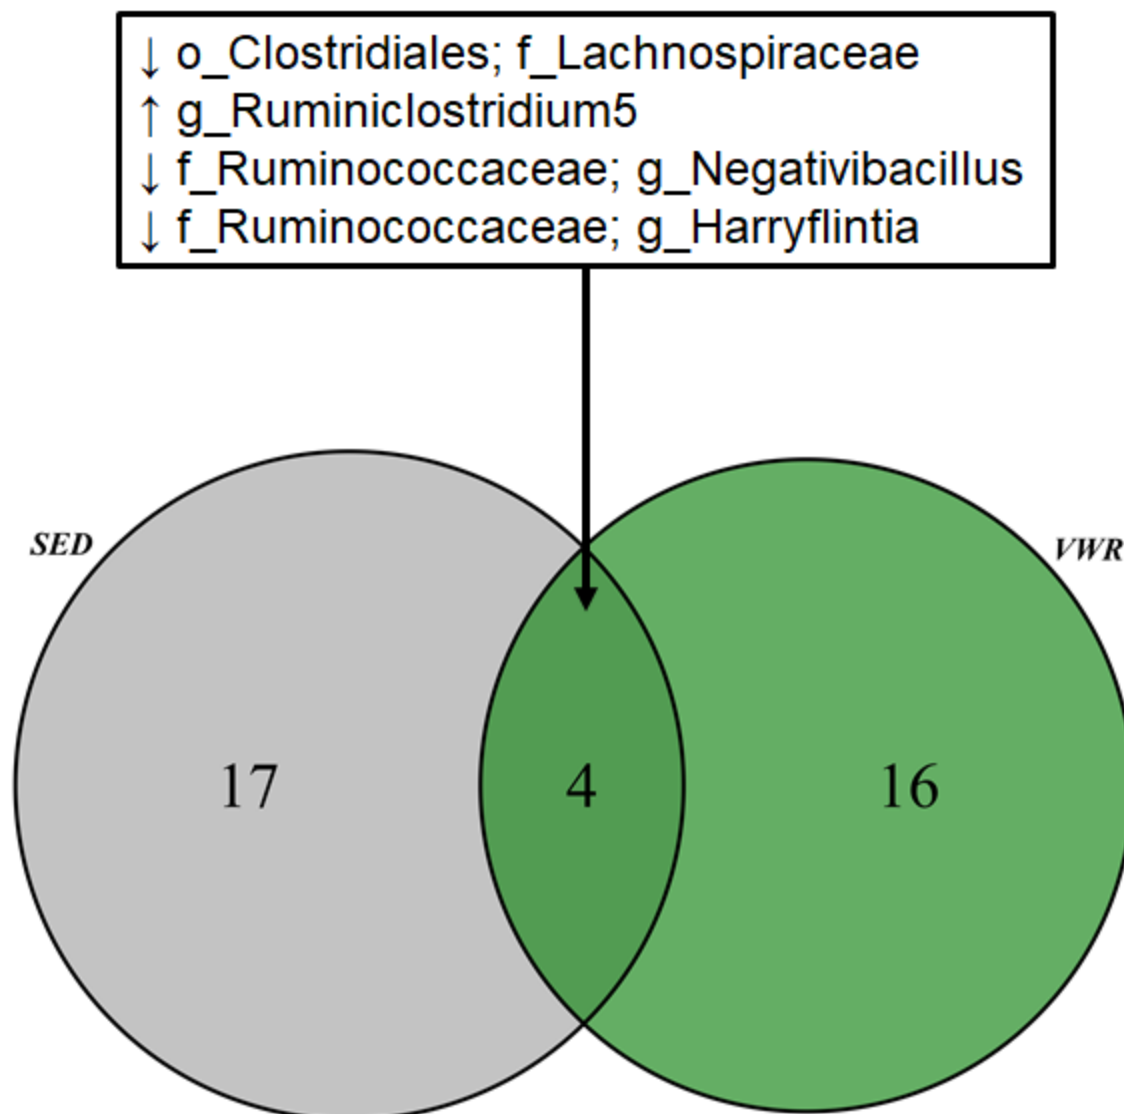 ↓ o_Clostridiales; f_Lachnospiraceae
↑ g_Ruminiclostridium5
↓ f_Ruminococcaceae; g_Negativibacillus
↓ f_Ruminococcaceae; g_Harryflintia
SED
VWR
17
4
16